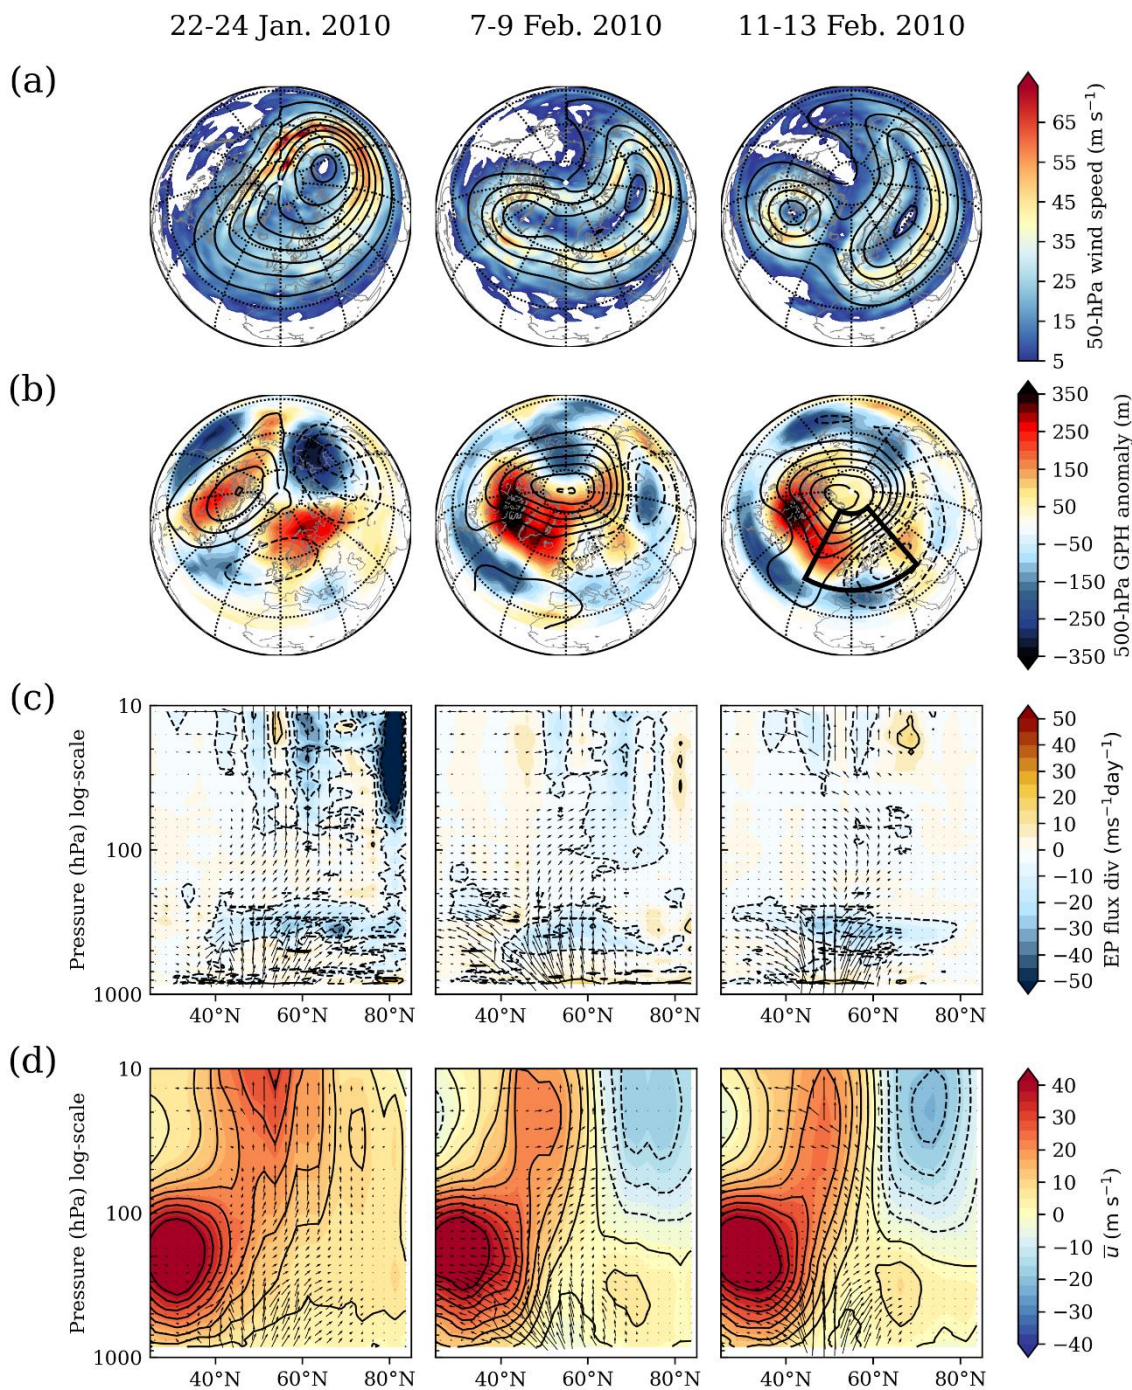 22-24 Jan. 2010
7-9 Feb. 2010
11-13 Feb. 2010
(a)
65
55
45
35
25
15
5
50-hPa wind speed (m s⁻¹)
(b)
350
250
150
50
−50
−150
−250
−350
500-hPa GPH anomaly (m)
(c)
Pressure (hPa) log-scale
10
100
1000
40°N 60°N 80°N
40°N 60°N 80°N
40°N 60°N 80°N
50
40
30
20
10
0
−10
−20
−30
−40
−50
EP flux div (ms⁻¹day⁻¹)
(d)
Pressure (hPa) log-scale
10
100
1000
40°N 60°N 80°N
40°N 60°N 80°N
40°N 60°N 80°N
40
30
20
10
0
−10
−20
−30
−40
u̅ (m s⁻¹)